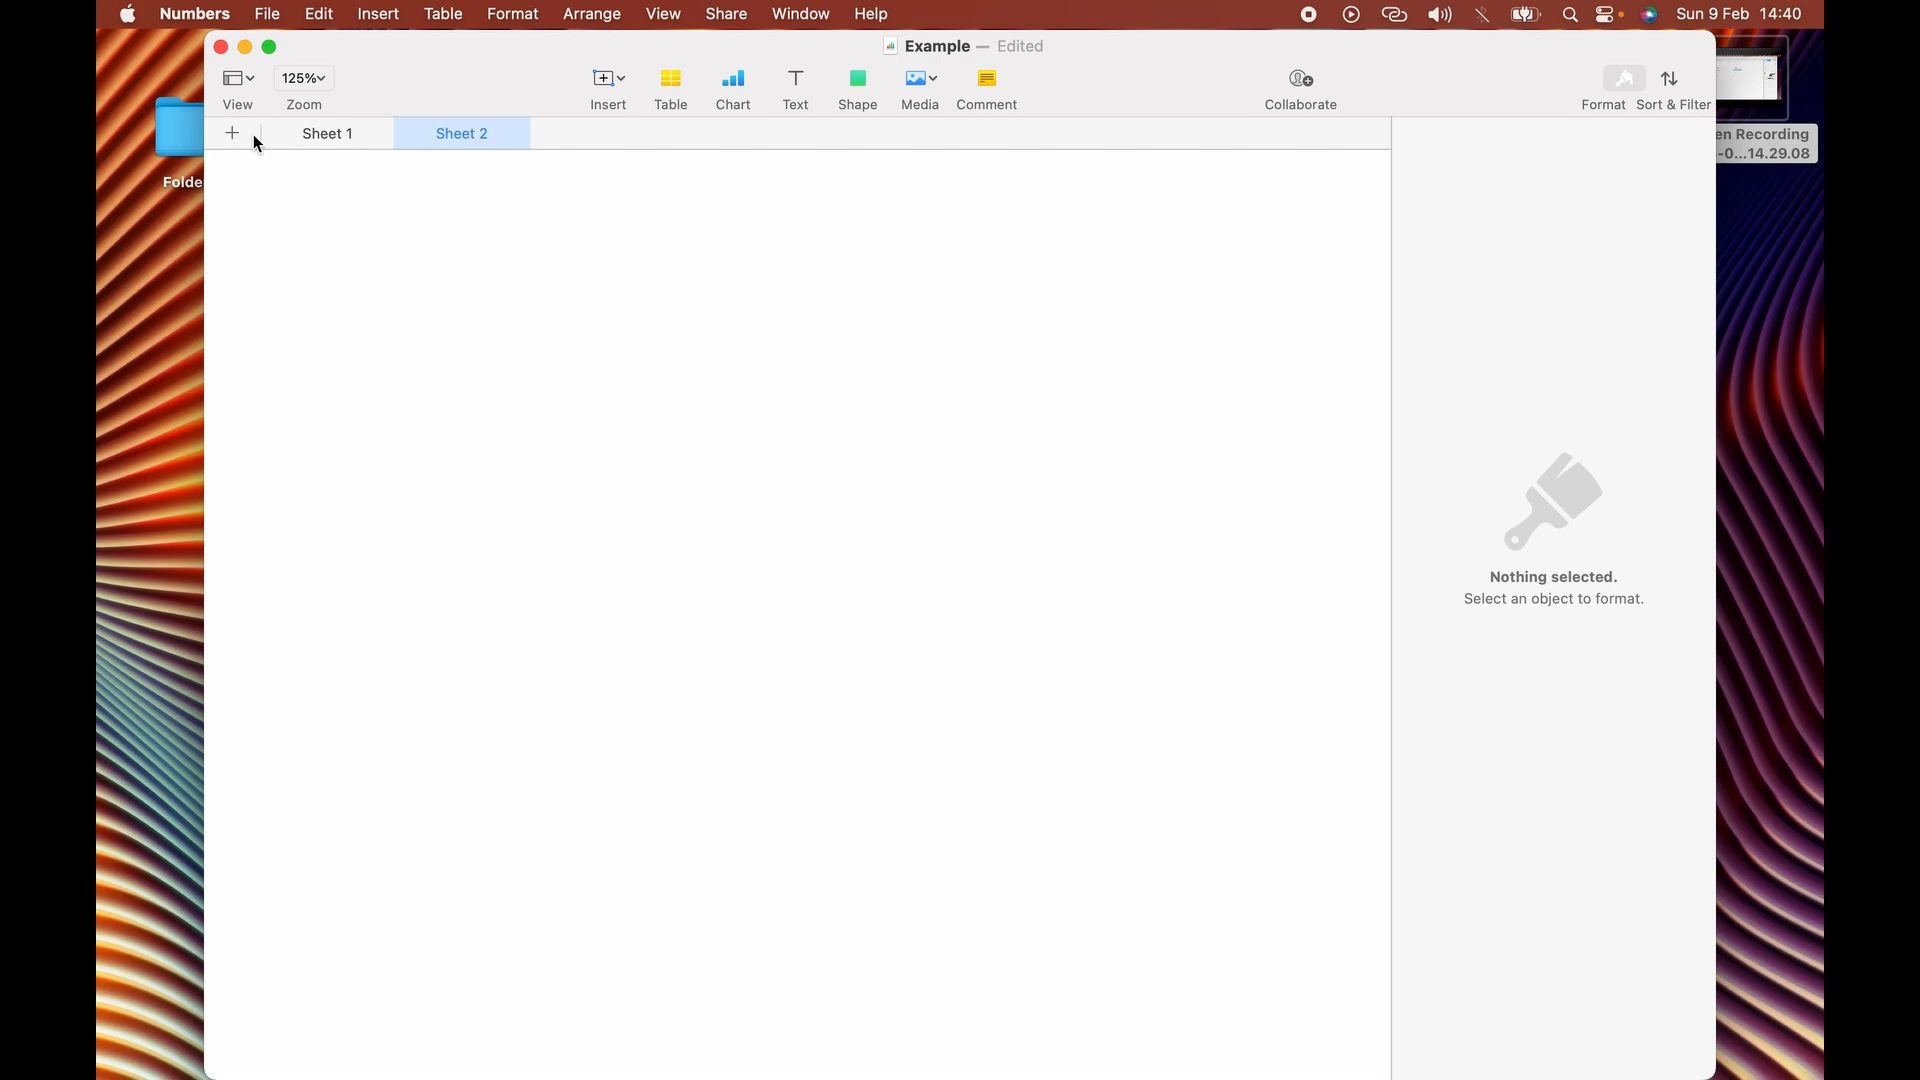 Numbers File Edit Insert Table Format Arrange View Share Window Help Sun 9 Feb 14:40
Example — Edited
125%
View Zoom Insert Table Chart Text Shape Media Comment Collaborate Format Sort & Filter
Sheet 1 Sheet 2
en Recording
-0...14.29.08
Folde
Nothing selected.
Select an object to format.